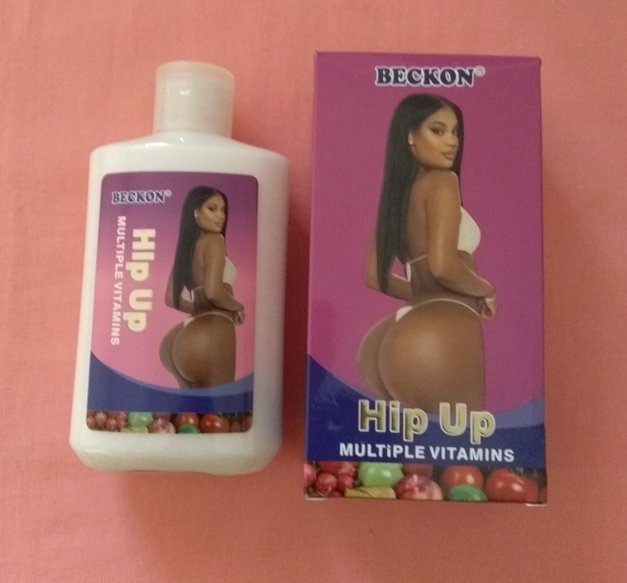 BECKON®
Hip Up
MULTIPLE VITAMINS
BECKON®
Hip Up
MULTiPLE VITAMINS